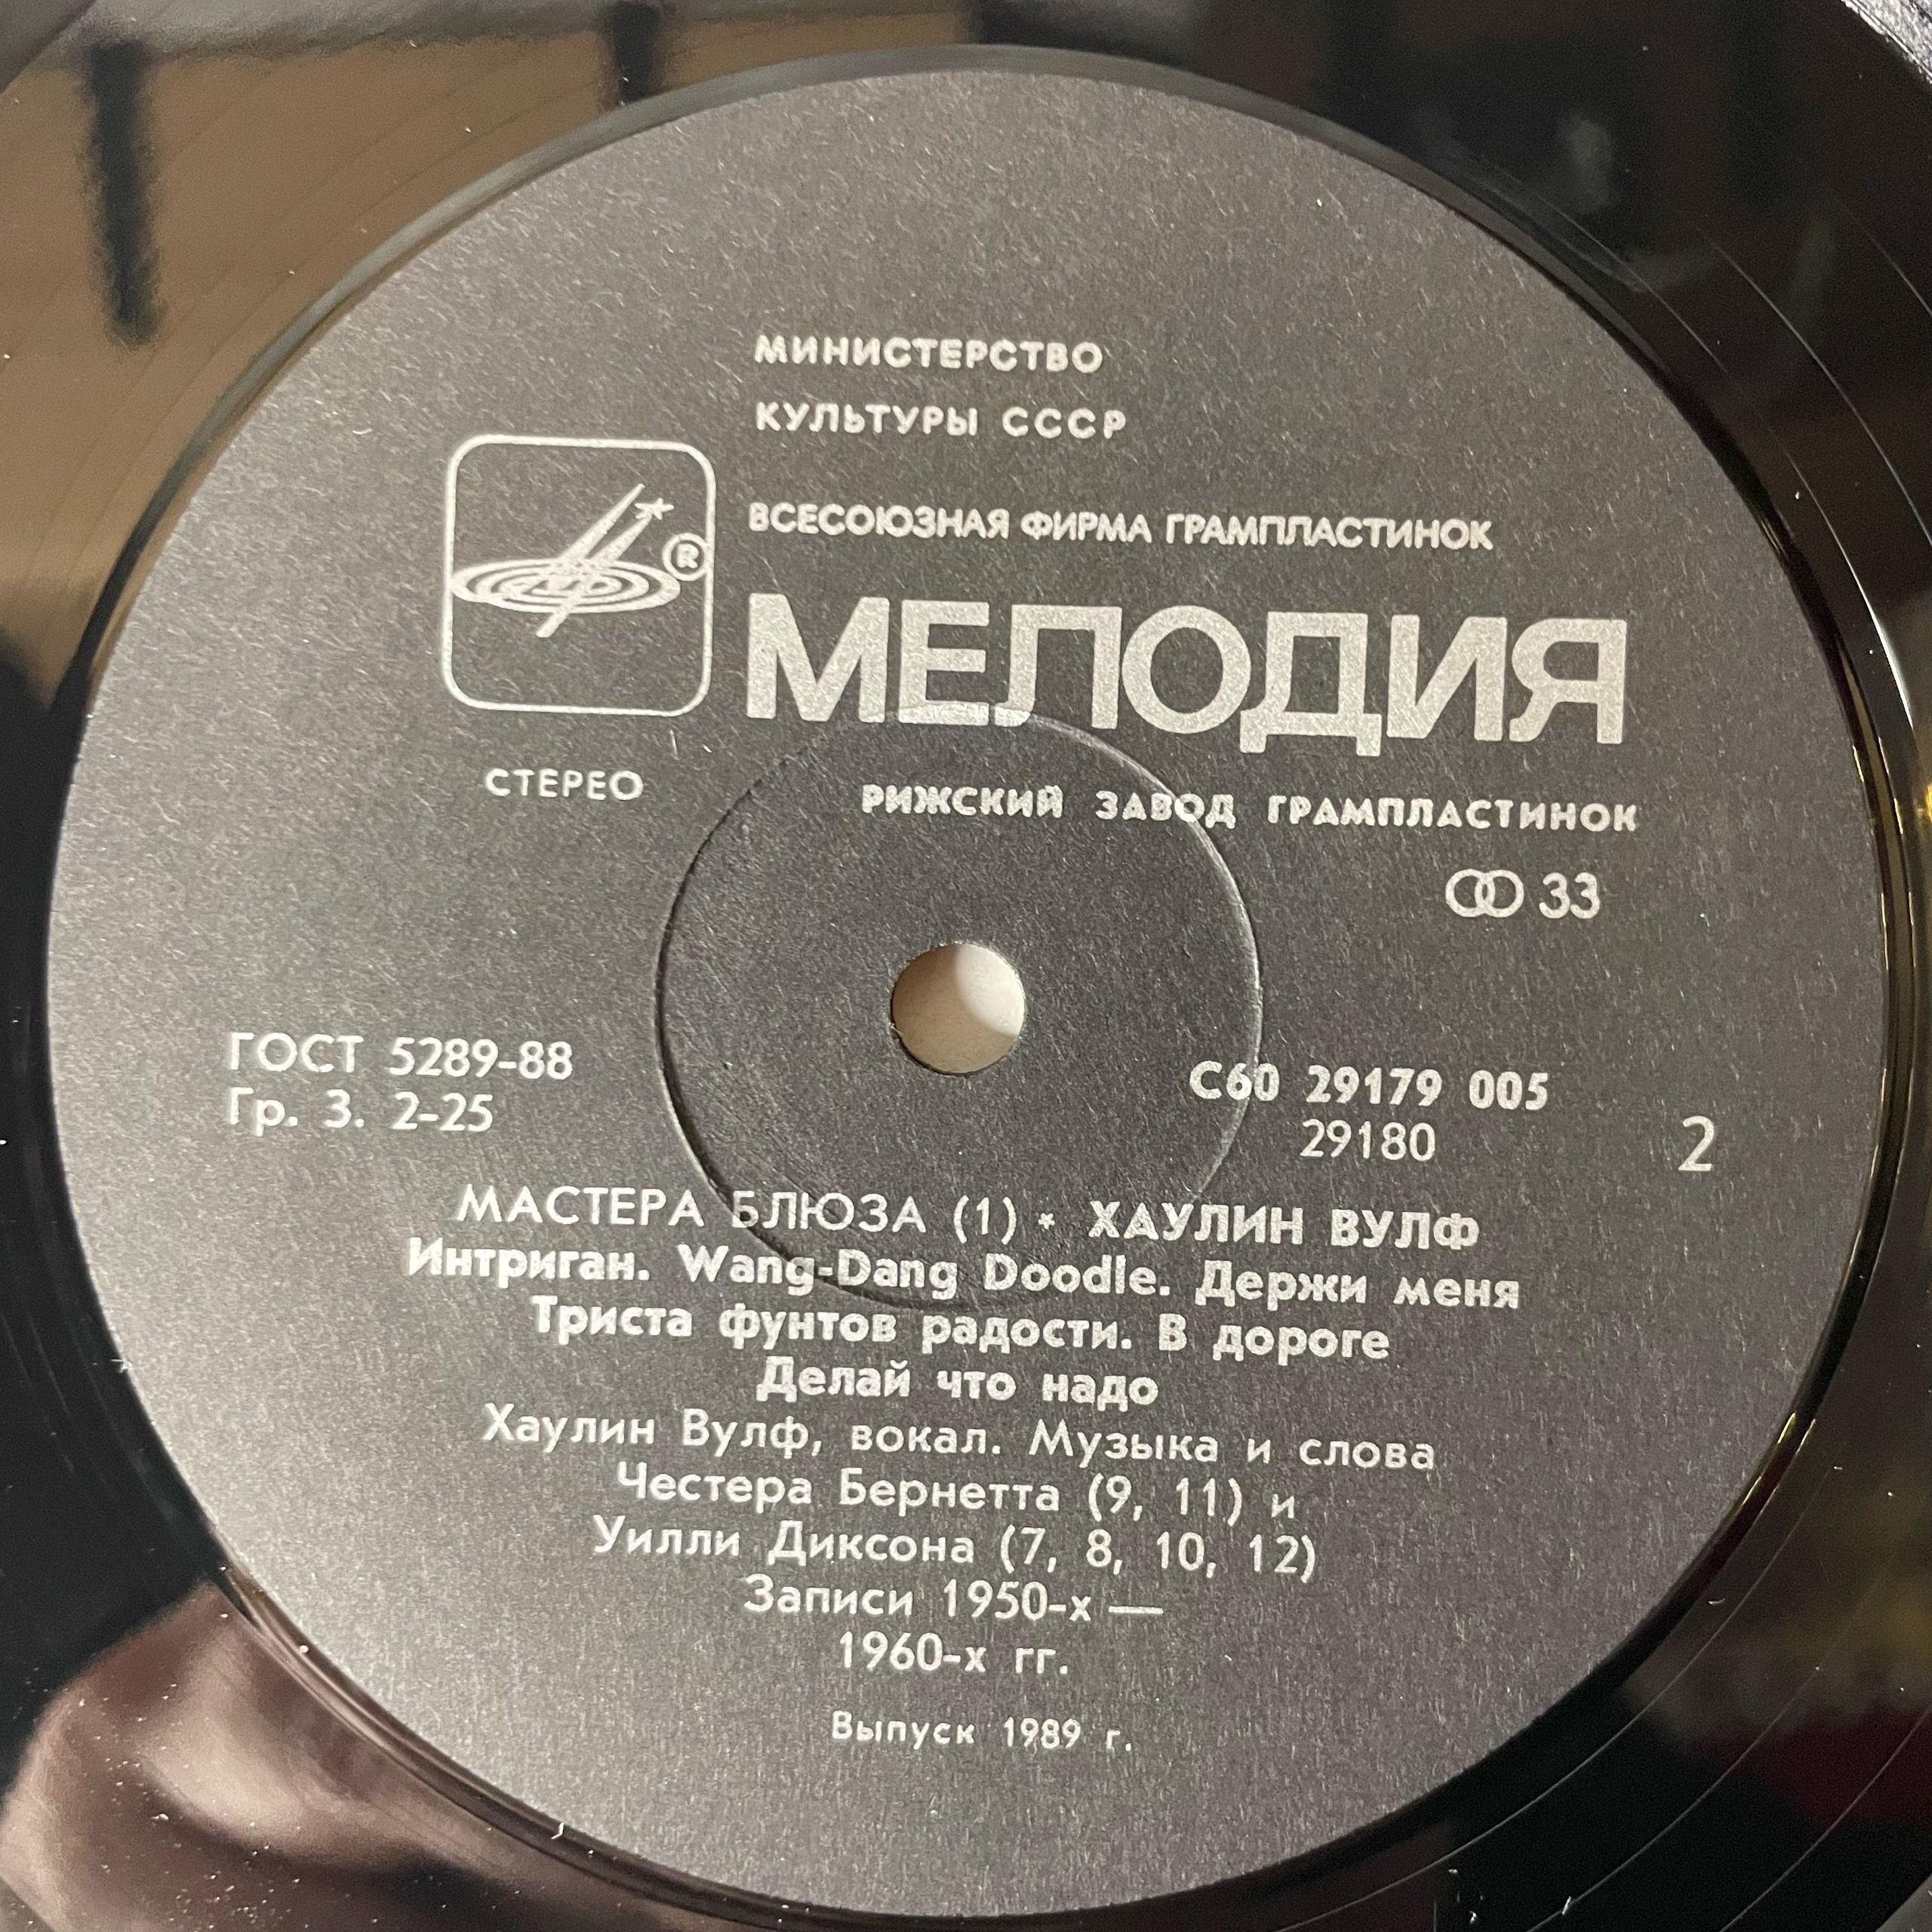 МИНИСТЕРСТВО
КУЛЬТУРЫ СССР
ВСЕСОЮЗНАЯ ФИРМА ГРАМПЛАСТИНОК
®
МЕЛОДИЯ
СТЕРЕО
РИЖСКИЙ ЗАВОД ГРАМПЛАСТИНОК
33
ГОСТ 5289-88
Гр. 3. 2-25
С60 29179 005
29180
2
МАСТЕРА БЛЮЗА (1) * ХАУЛИН ВУЛФ
Интриган. Wang-Dang Doodle. Держи меня
Триста фунтов радости. В дороге
Делай что надо
Хаулин Вулф, вокал. Музыка и слова
Честера Бернетта (9, 11) и
Уилли Диксона (7, 8, 10, 12)
Записи 1950-х —
1960-х гг.
Выпуск 1989 г.